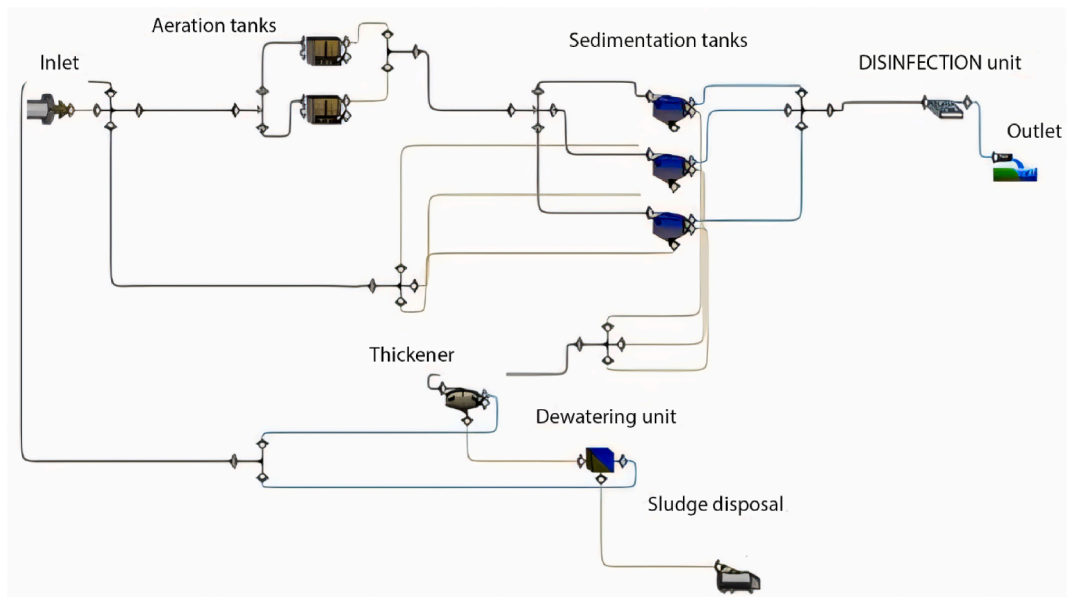 Aeration tanks
Sedimentation tanks
Inlet
DISINFECTION unit
Outlet
Thickener
Dewatering unit
Sludge disposal